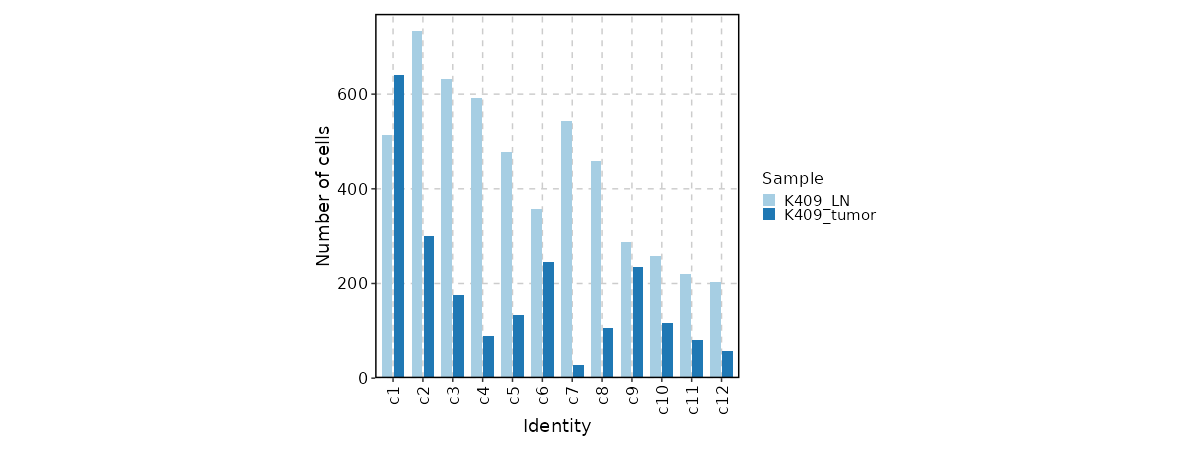 Number of cells
600
400
200
0
c1 c2 c3 c4 c5 c6 c7 c8 c9 c10 c11 c12
Identity
Sample
K409_LN
K409_tumor